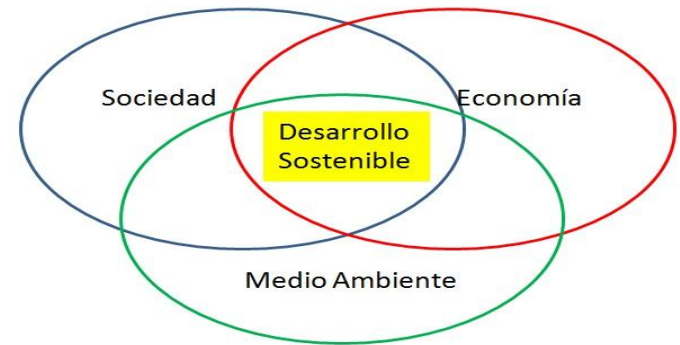 Sociedad
Economía
Desarrollo
Sostenible
Medio Ambiente